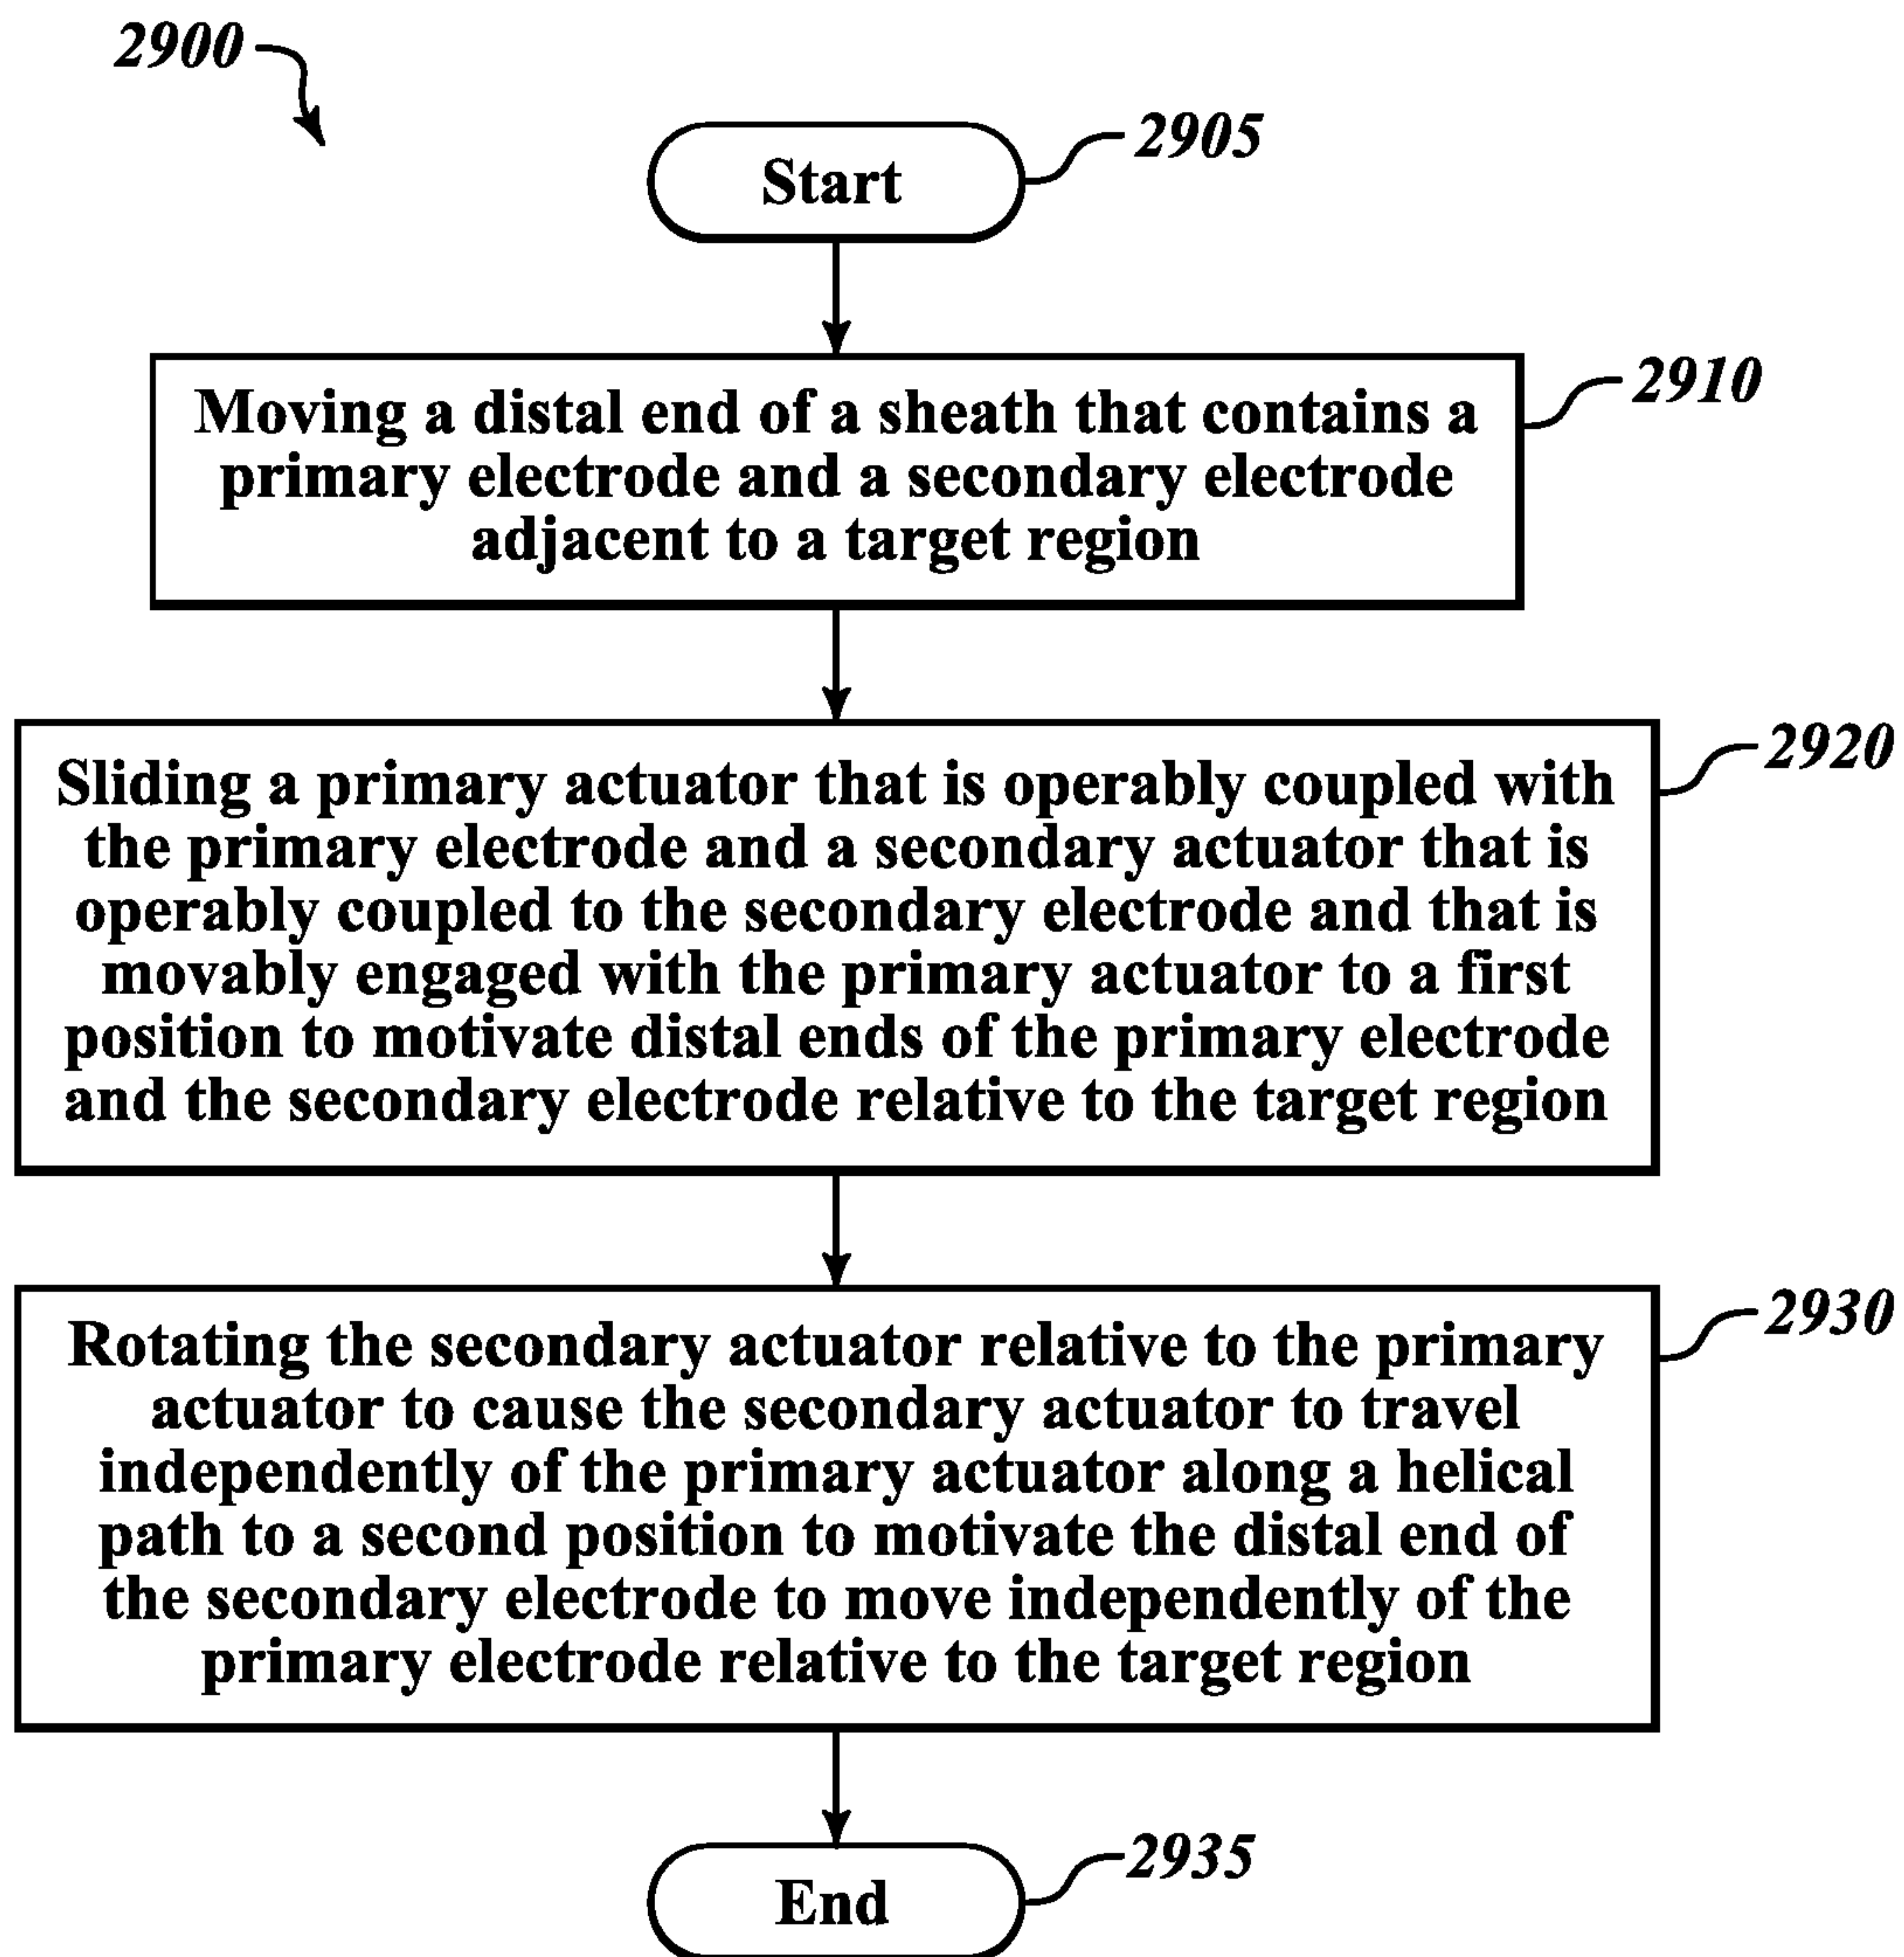 2900
Start
2905
Moving a distal end of a sheath that contains a
primary electrode and a secondary electrode
adjacent to a target region
2910
Sliding a primary actuator that is operably coupled with
the primary electrode and a secondary actuator that is
operably coupled to the secondary electrode and that is
movably engaged with the primary actuator to a first
position to motivate distal ends of the primary electrode
and the secondary electrode relative to the target region
2920
Rotating the secondary actuator relative to the primary
actuator to cause the secondary actuator to travel
independently of the primary actuator along a helical
path to a second position to motivate the distal end of
the secondary electrode to move independently of the
primary electrode relative to the target region
2930
End
2935